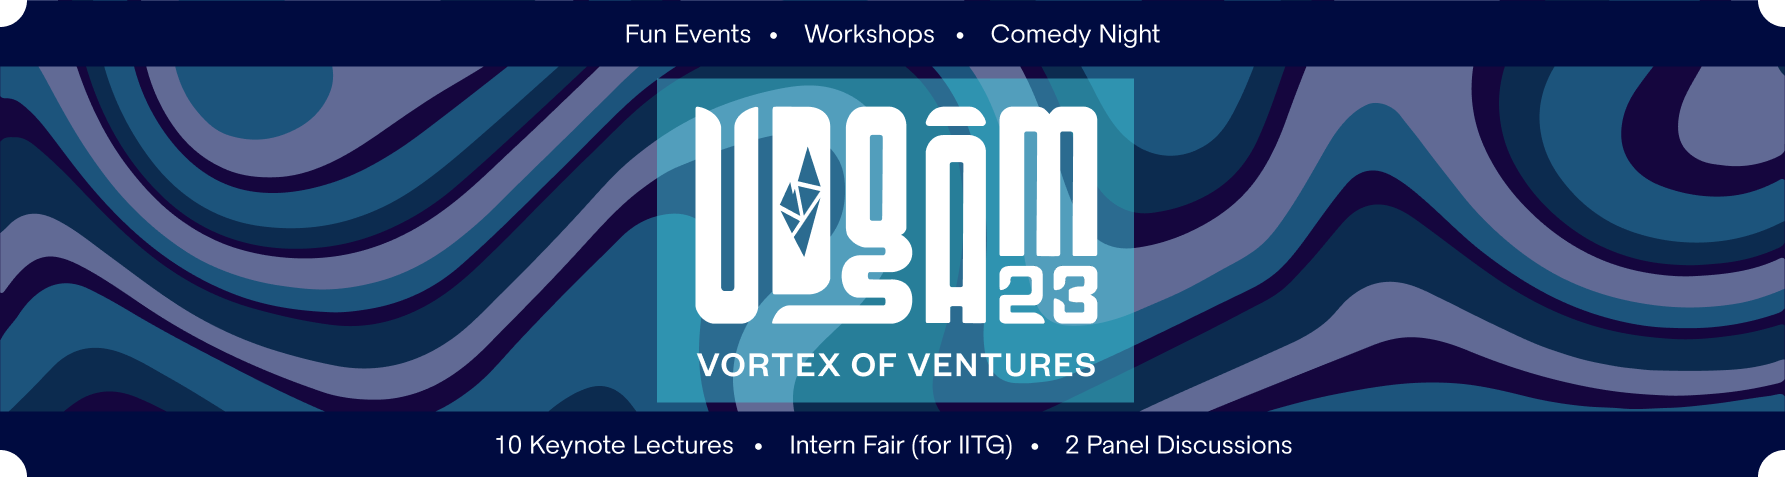 Fun Events • Workshops • Comedy Night
UDGĀM
23
VORTEX OF VENTURES
10 Keynote Lectures • Intern Fair (for IITG) • 2 Panel Discussions